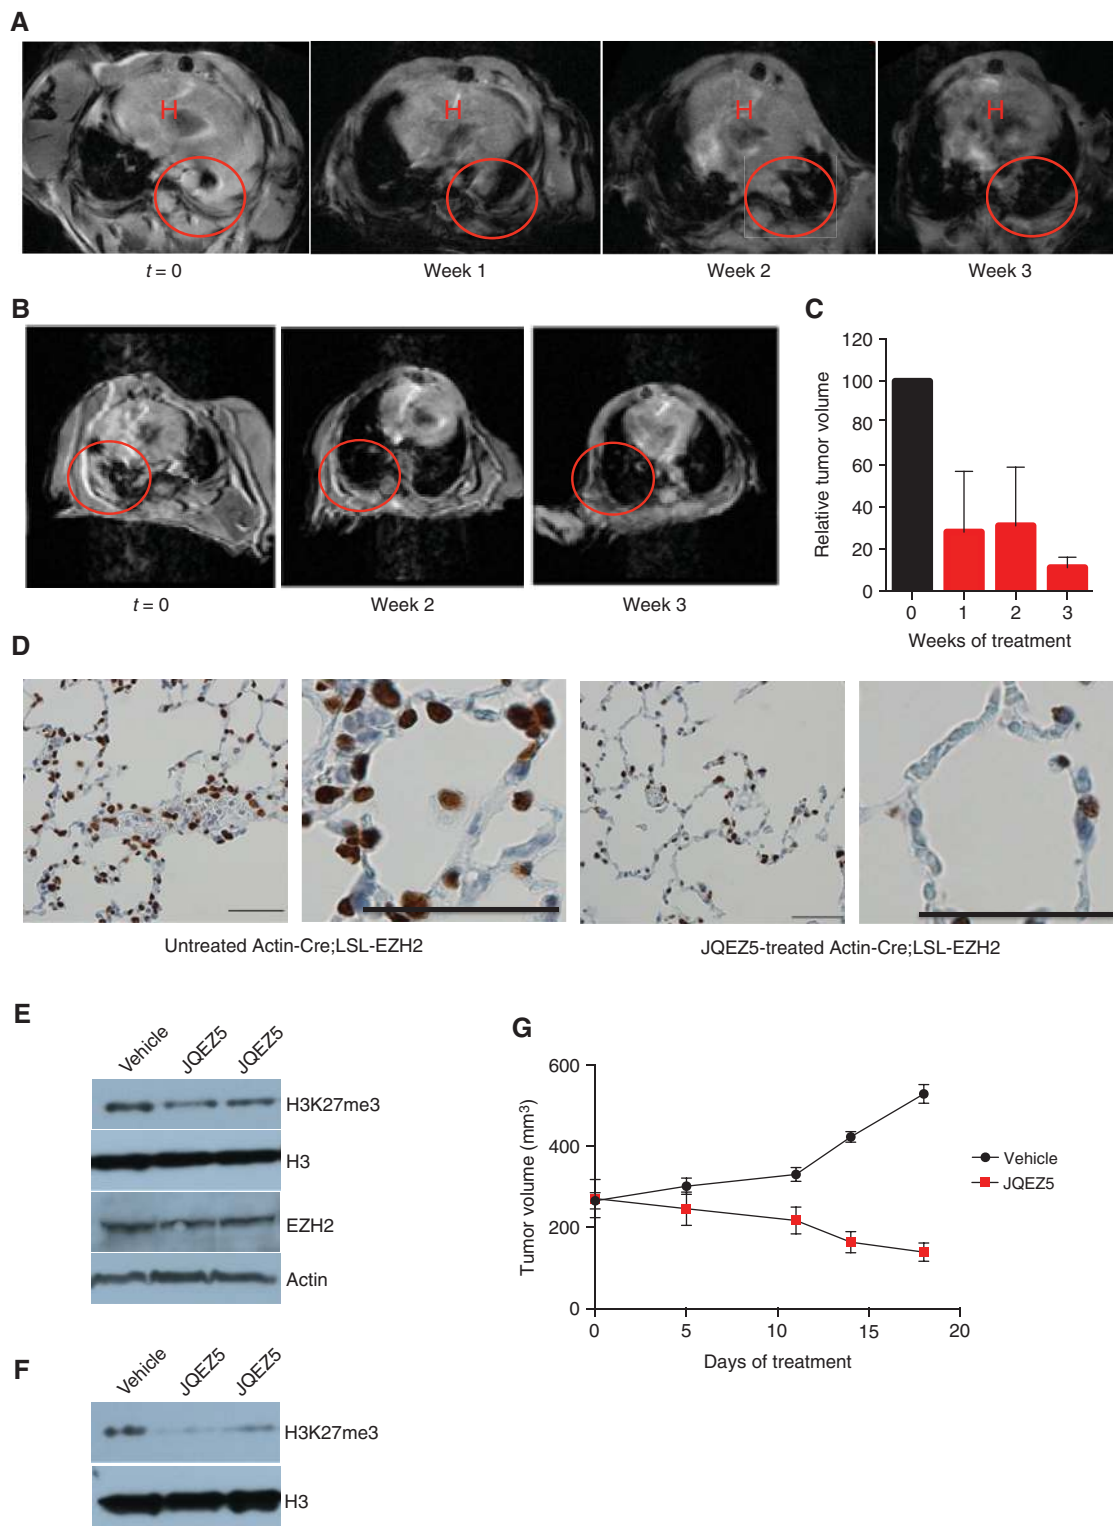 A
H
H
H
H
t = 0
Week 1
Week 2
Week 3
B
t = 0
Week 2
Week 3
C
Relative tumor volume
120
100
80
60
40
20
0
0 1 2 3
Weeks of treatment
D
Untreated Actin-Cre;LSL-EZH2
JQEZ5-treated Actin-Cre;LSL-EZH2
E
Vehicle
JQEZ5
JQEZ5
H3K27me3
H3
EZH2
Actin
F
Vehicle
JQEZ5
JQEZ5
H3K27me3
H3
G
Tumor volume (mm³)
600
400
200
0
0 5 10 15 20
Days of treatment
Vehicle
JQEZ5